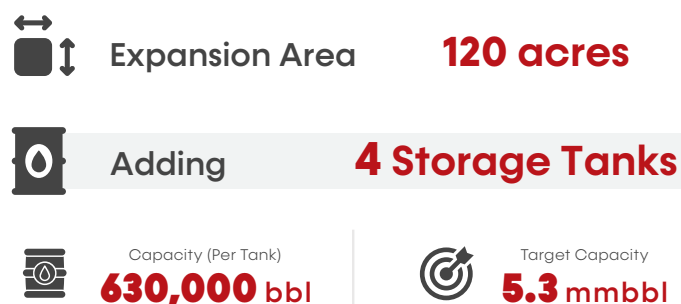 Expansion Area 120 acres
Adding 4 Storage Tanks
Capacity (Per Tank)
630,000 bbl
Target Capacity
5.3 mmbbl